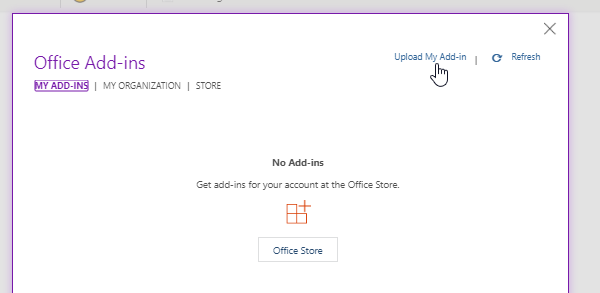 Office Add-ins
Upload My Add-in | Refresh
MY ADD-INS | MY ORGANIZATION | STORE
No Add-ins
Get add-ins for your account at the Office Store.
Office Store